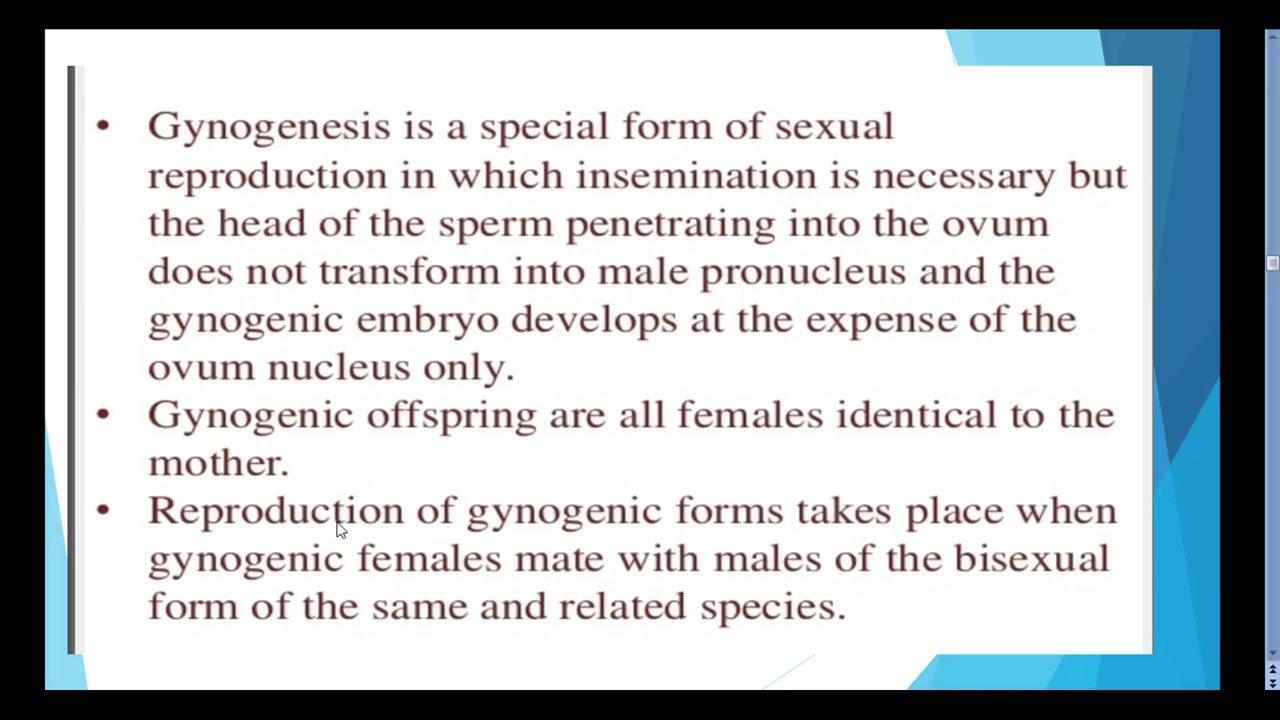 • Gynogenesis is a special form of sexual
reproduction in which insemination is necessary but
the head of the sperm penetrating into the ovum
does not transform into male pronucleus and the
gynogenic embryo develops at the expense of the
ovum nucleus only.
• Gynogenic offspring are all females identical to the
mother.
• Reproduction of gynogenic forms takes place when
gynogenic females mate with males of the bisexual
form of the same and related species.